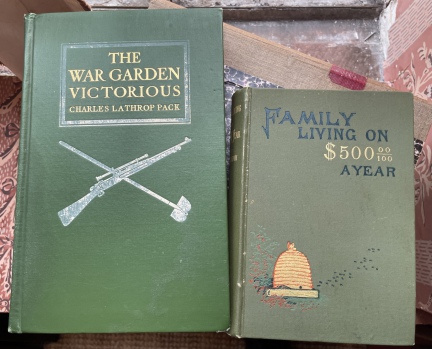 THE
WAR GARDEN
VICTORIOUS
CHARLES LATHROP PACK
FAMILY
LIVING ON
$500 00/100
A YEAR